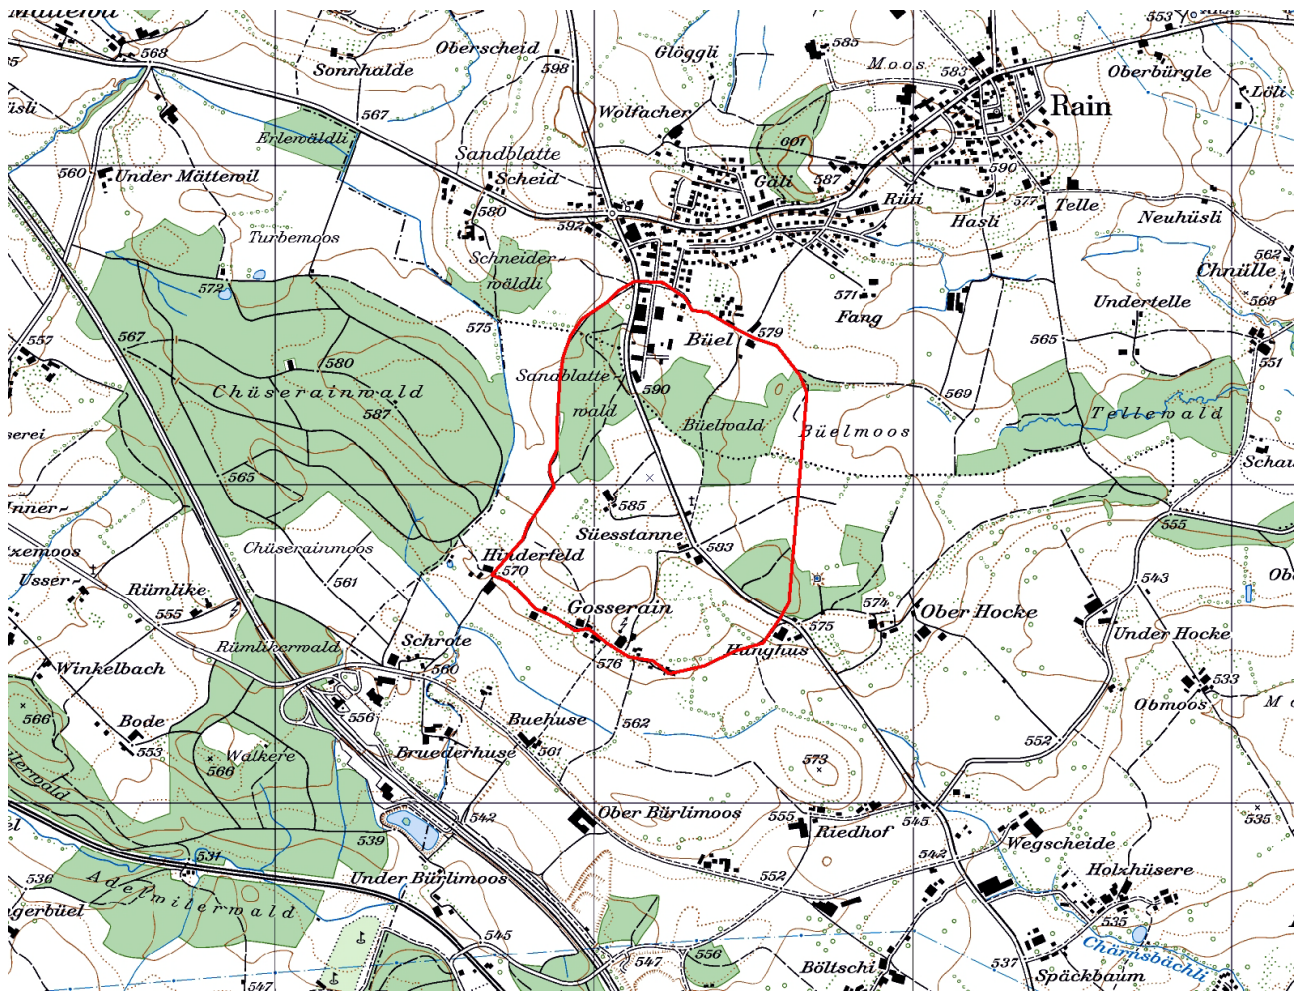 568
Sonnhalde
Oberscheid
598
Glöggli
585
Moos
583
553
Oberbürgle
Löli
Rain
567
Erlewäldli
Wolfacher
601
560
Under Mättewil
Sandblatte
Scheid
580
592
Gäli
587
Rüti
590
577
Hasli
Telle
Neuhüsli
562
Chnülle
568
Turbemoos
572
Schneider-
wäldli
575
571
Fang
Undertelle
565
551
557
567
580
Chüserainwald
587
Büel
579
Sandblatte-
wald
590
Büelwald
Büelmoos
569
Tellewald
565
585
Süesstanne
583
555
Chüserainmoos
561
Hinderfeld
570
Usser-
Rümlike
555
543
Gosserain
576
Hunghus
575
574
Ober Hocke
Under Hocke
Rümlikerwald
Schrote
560
Winkelbach
566
Bode
553
Walkere
566
556
Bruederhuse
Buehuse
561
562
573
552
533
Obmoos
539
542
Ober Bürlimoos
555
Riedhof
545
535
531
536
Adelwilerwald
Under Bürlimoos
552
542
Wegscheide
Holzhüsere
535
545
547
547
556
Böltschi
537
Späckbaum
Chärnsbächli